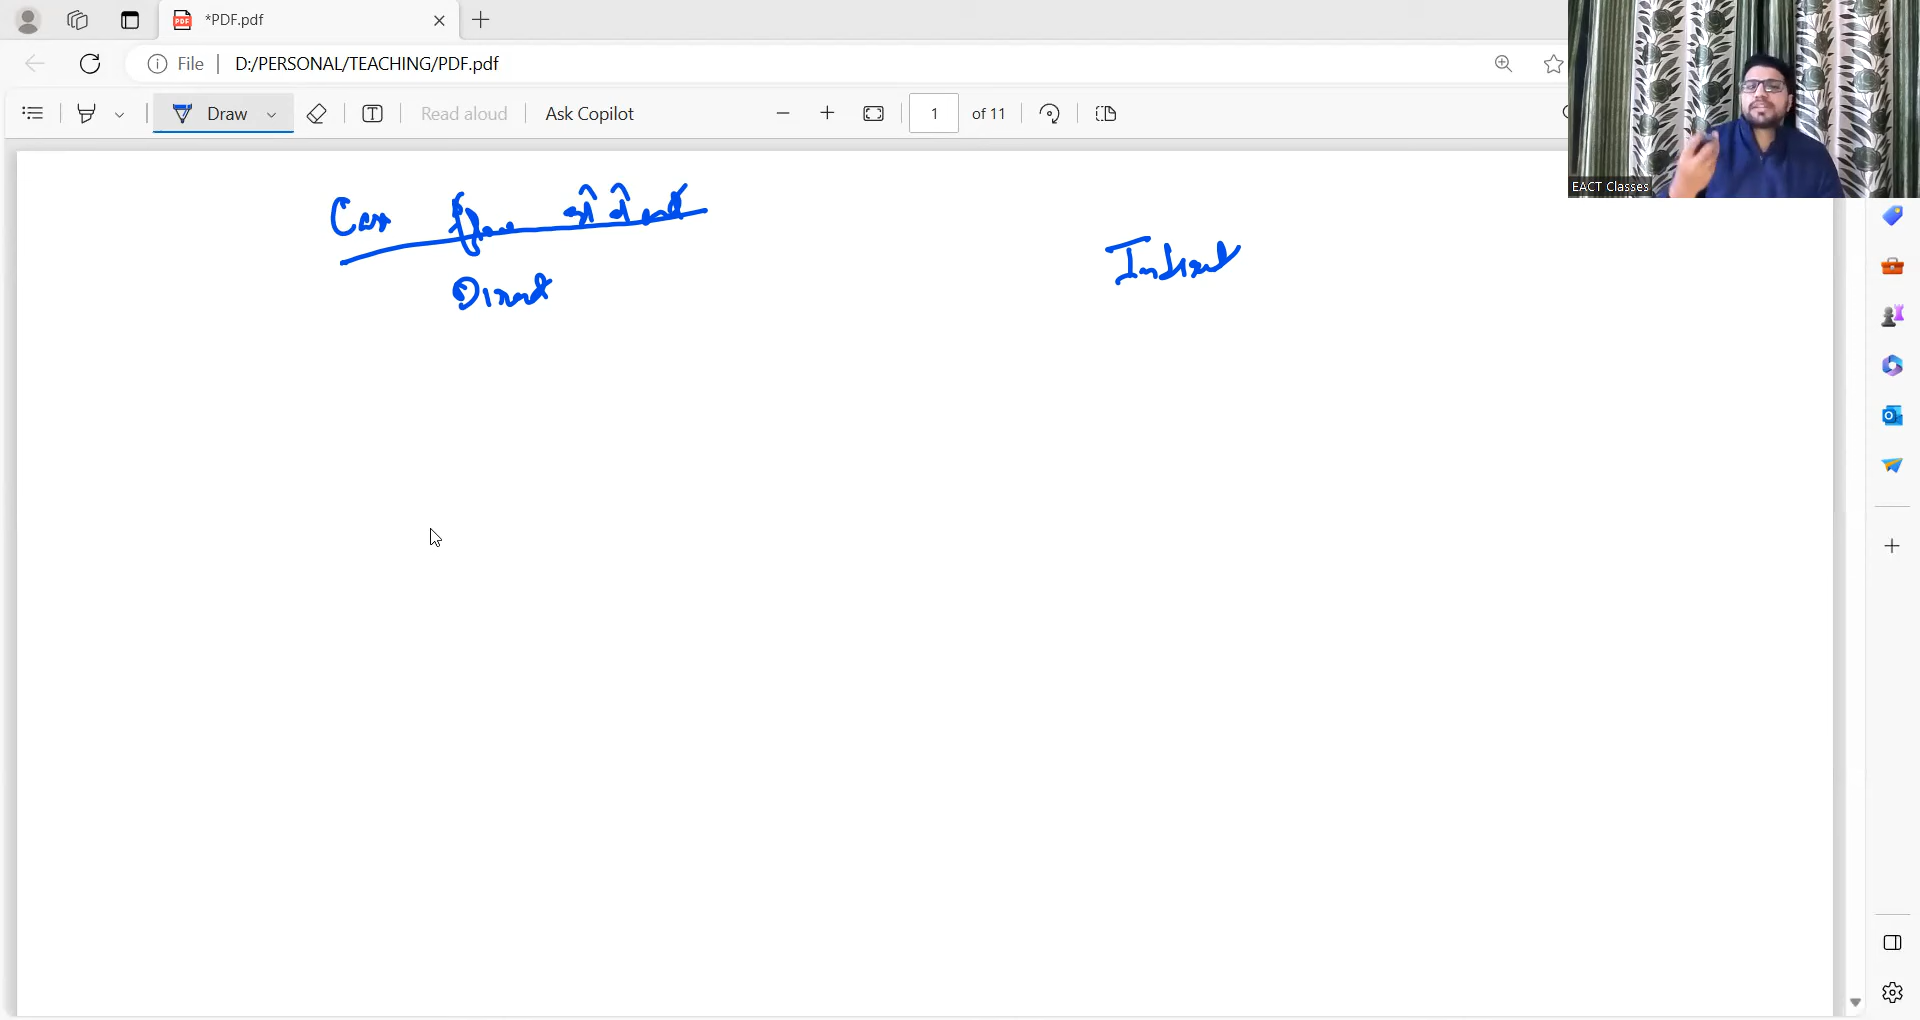 *PDF.pdf
File D:/PERSONAL/TEACHING/PDF.pdf
Draw Read aloud Ask Copilot 1 of 11
EACT Classes
Direct
Indirect